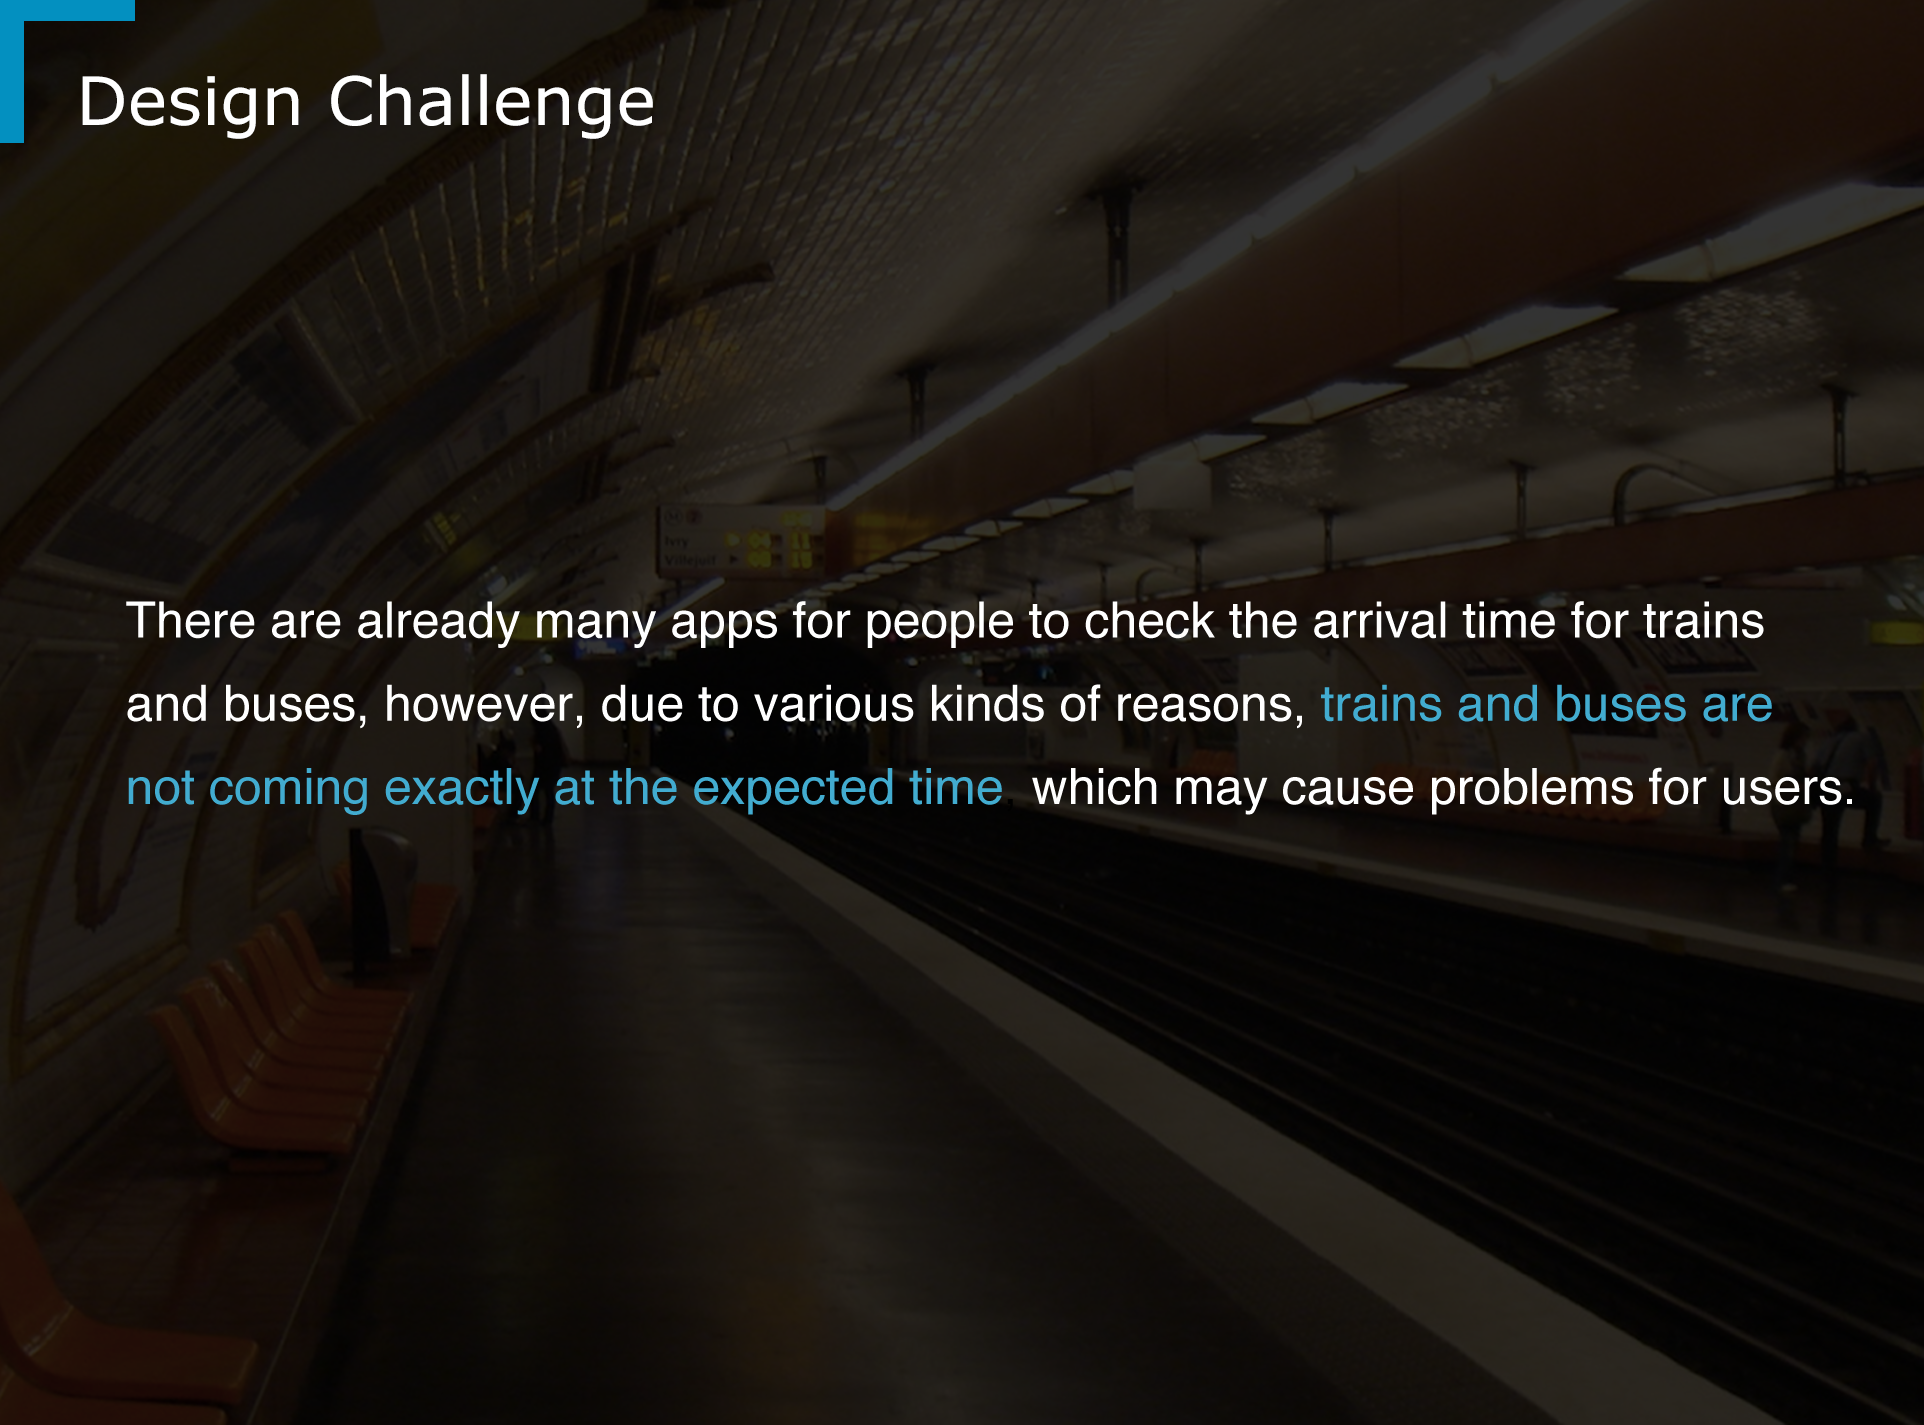 Design Challenge
Ivry
Villejuif
There are already many apps for people to check the arrival time for trains
and buses, however, due to various kinds of reasons, trains and buses are
not coming exactly at the expected time, which may cause problems for users.